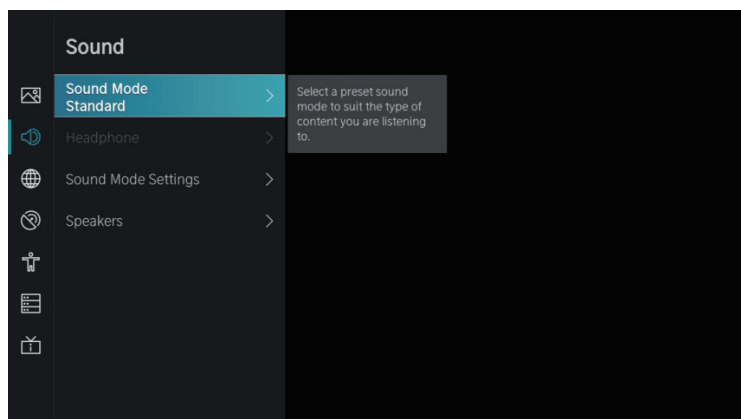 Sound
Sound Mode
Standard
Select a preset sound
mode to suit the type of
content you are listening
to.
Headphone
Sound Mode Settings
Speakers